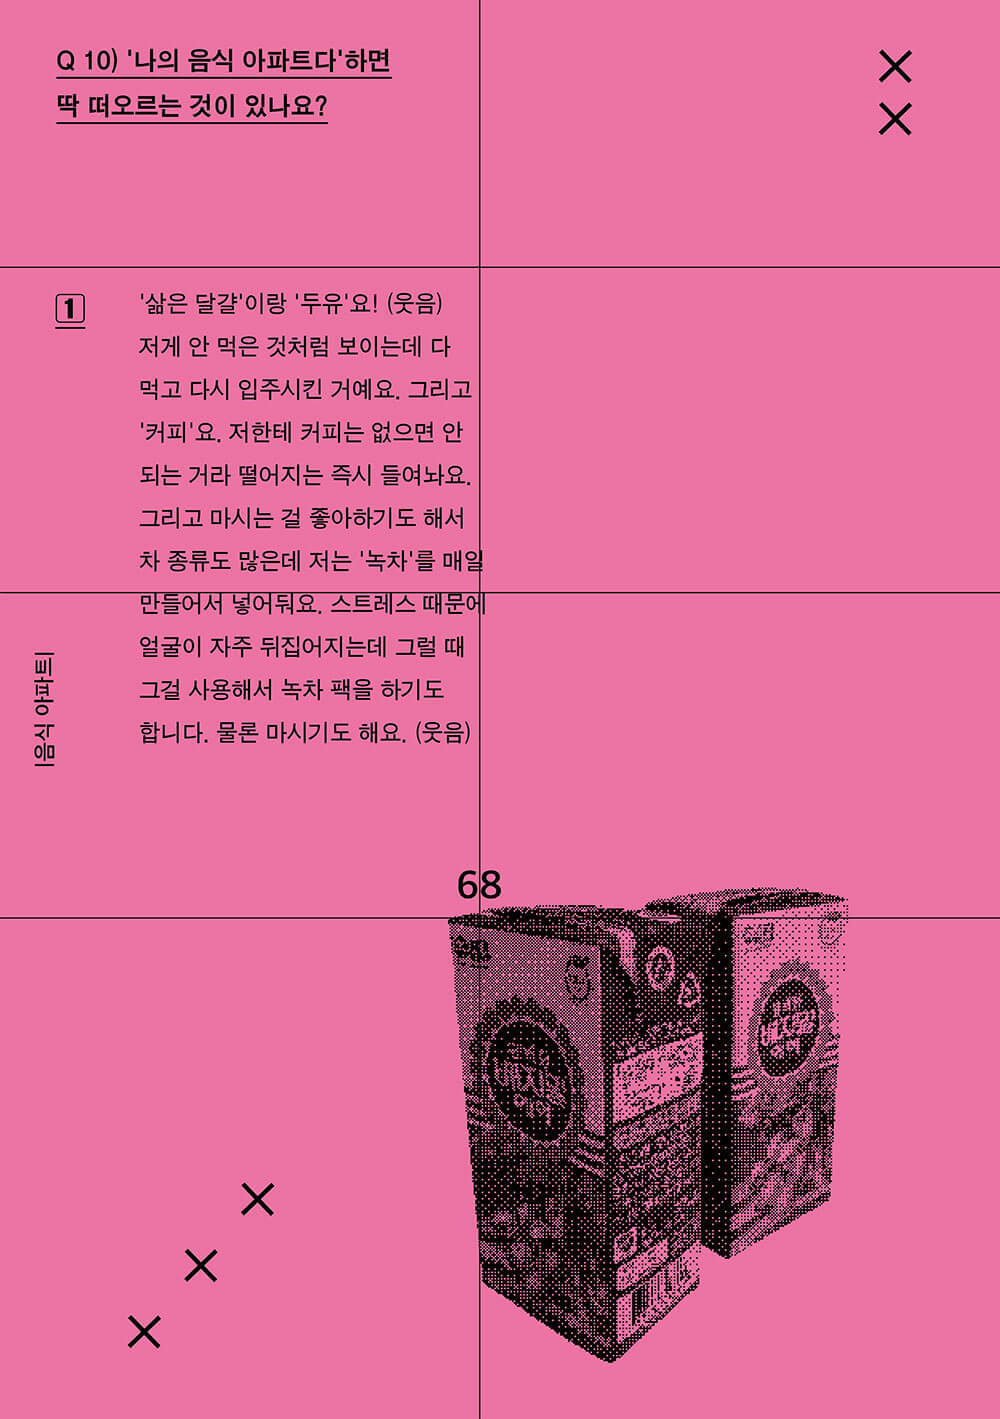 Q 10) '나의 음식 아파트다'하면
딱 떠오르는 것이 있나요?
1
'삶은 달걀'이랑 '두유'요! (웃음)
저게 안 먹은 것처럼 보이는데 다
먹고 다시 입주시킨 거예요. 그리고
'커피'요. 저한테 커피는 없으면 안
되는 거라 떨어지는 즉시 들여놔요.
그리고 마시는 걸 좋아하기도 해서
차 종류도 많은데 저는 '녹차'를 매일
만들어서 넣어둬요. 스트레스 때문에
얼굴이 자주 뒤집어지는데 그럴 때
그걸 사용해서 녹차 팩을 하기도
합니다. 물론 마시기도 해요. (웃음)
|음식 아파트|
68
베지밀